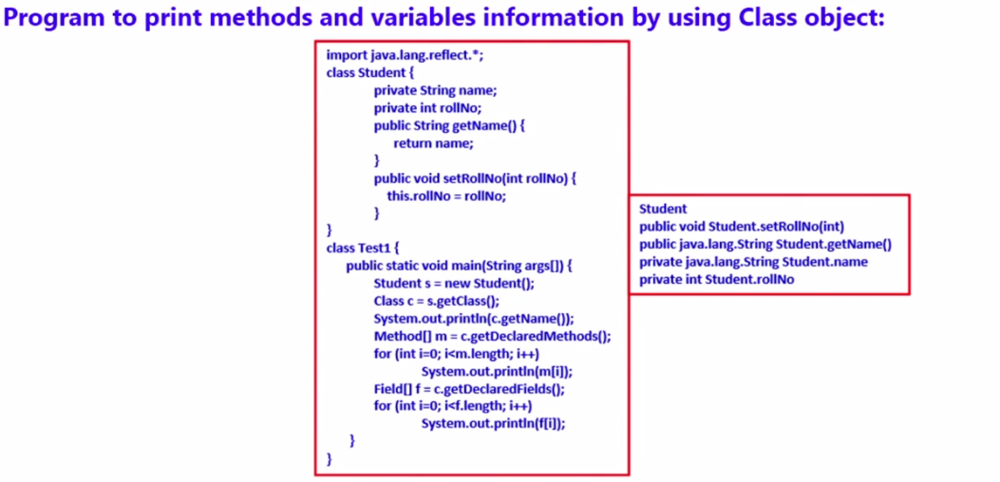 Program to print methods and variables information by using Class object:
import java.lang.reflect.*;
class Student {
private String name;
private int rollNo;
public String getName() {
return name;
}
public void setRollNo(int rollNo) {
this.rollNo = rollNo;
}
}
class Test1 {
public static void main(String args[]) {
Student s = new Student();
Class c = s.getClass();
System.out.println(c.getName());
Method[] m = c.getDeclaredMethods();
for (int i=0; i<m.length; i++)
System.out.println(m[i]);
Field[] f = c.getDeclaredFields();
for (int i=0; i<f.length; i++)
System.out.println(f[i]);
}
}
Student
public void Student.setRollNo(int)
public java.lang.String Student.getName()
private java.lang.String Student.name
private int Student.rollNo